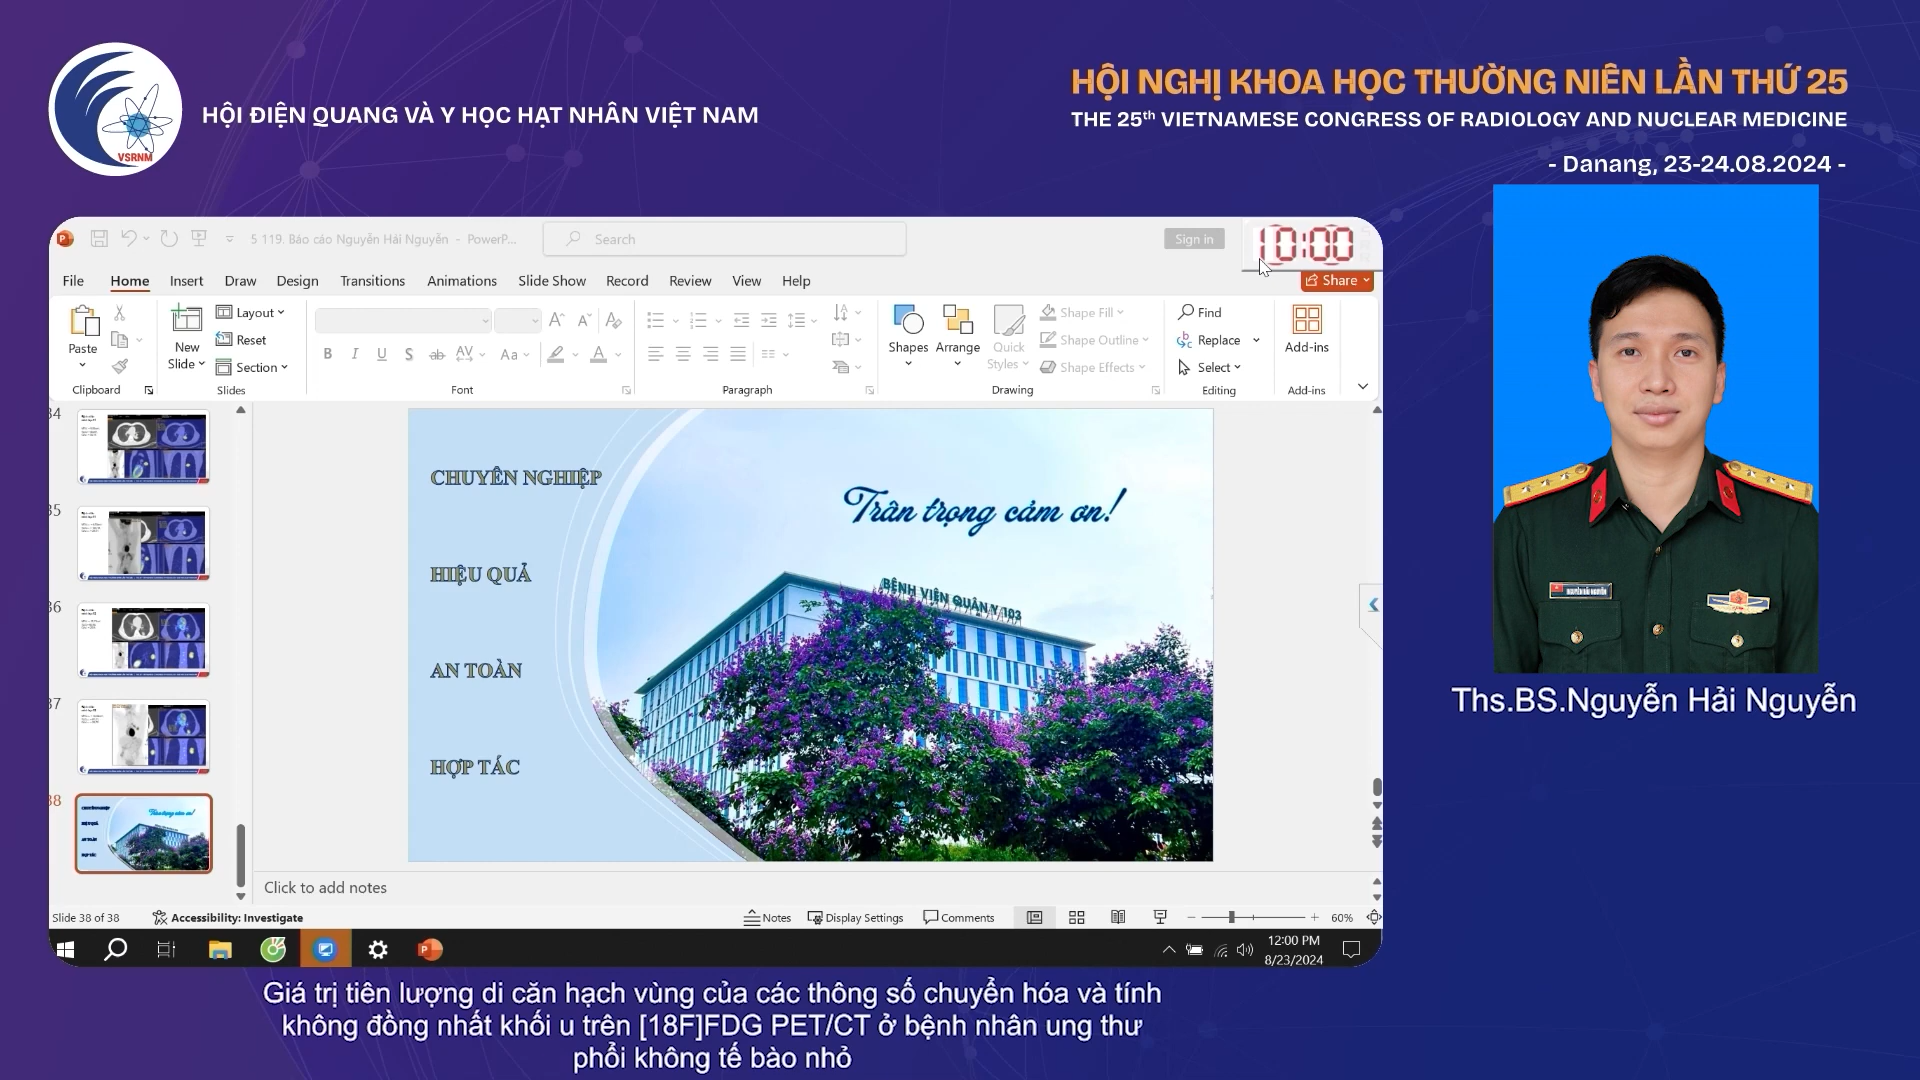 VSRNM
HỘI ĐIỆN QUANG VÀ Y HỌC HẠT NHÂN VIỆT NAM
HỘI NGHỊ KHOA HỌC THƯỜNG NIÊN LẦN THỨ 25
THE 25th VIETNAMESE CONGRESS OF RADIOLOGY AND NUCLEAR MEDICINE
- Danang, 23-24.08.2024 -
5 119. Báo cáo Nguyễn Hải Nguyễn - PowerP...
Search
Sign in
10:00
File Home Insert Draw Design Transitions Animations Slide Show Record Review View Help
Share
Paste
Clipboard
New Slide
Layout
Reset
Section
Slides
Font
Paragraph
Shapes
Arrange
Quick Styles
Shape Fill
Shape Outline
Shape Effects
Drawing
Find
Replace
Select
Editing
Add-ins
Add-ins
34
35
36
37
38
CHUYÊN NGHIỆP
HIỆU QUẢ
AN TOÀN
HỢP TÁC
Trân trọng cảm ơn!
BỆNH VIỆN QUÂN Y 103
Click to add notes
Slide 38 of 38
Accessibility: Investigate
Notes
Display Settings
Comments
60%
12:00 PM
8/23/2024
Ths.BS.Nguyễn Hải Nguyễn
Giá trị tiên lượng di căn hạch vùng của các thông số chuyển hóa và tính
không đồng nhất khối u trên [18F]FDG PET/CT ở bệnh nhân ung thư
phổi không tế bào nhỏ